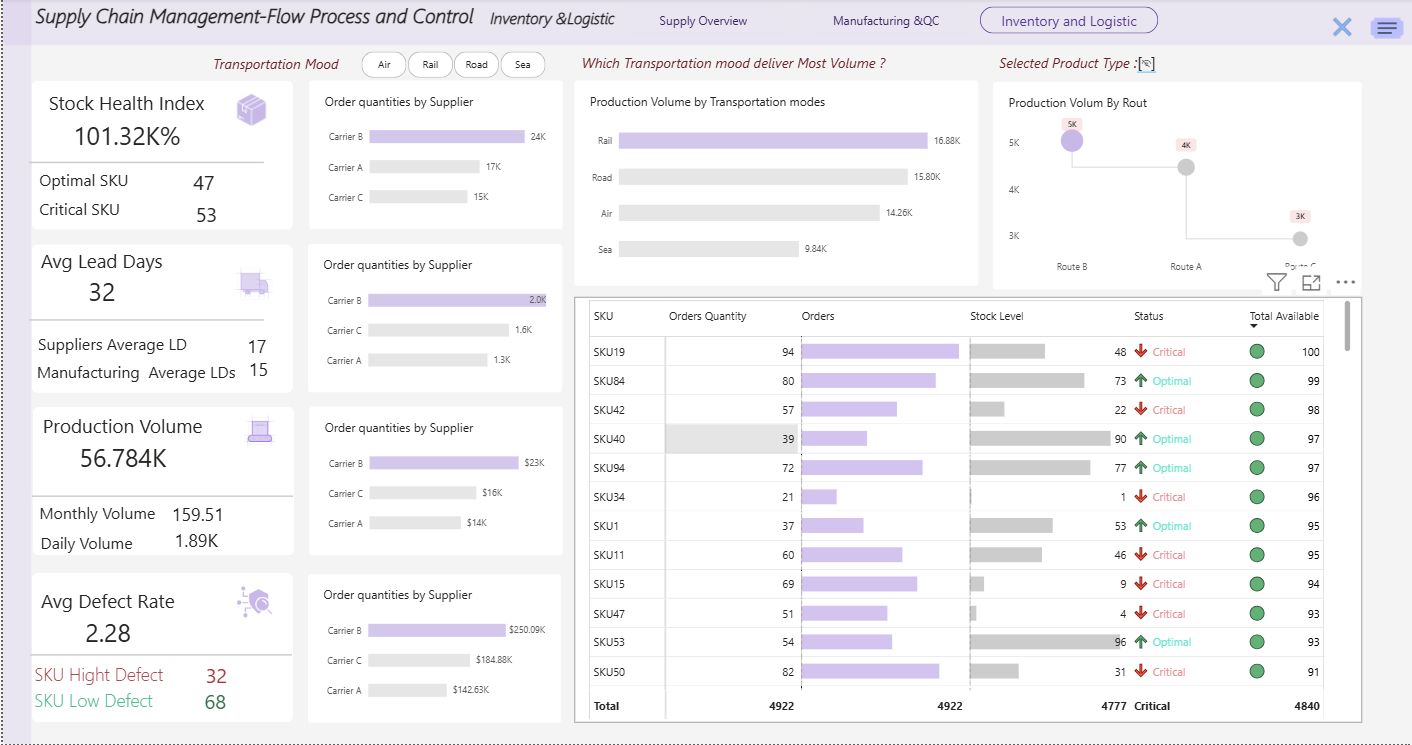 Supply Chain Management-Flow Process and Control
Inventory &Logistic
Supply Overview
Manufacturing &QC
Inventory and Logistic
Transportation Mood
Air
Rail
Road
Sea
Which Transportation mood deliver Most Volume ?
Selected Product Type :
Stock Health Index
101.32K%
Optimal SKU 47
Critical SKU 53
Avg Lead Days
32
Suppliers Average LD 17
Manufacturing Average LDs 15
Production Volume
56.784K
Monthly Volume 159.51
Daily Volume 1.89K
Avg Defect Rate
2.28
SKU Hight Defect 32
SKU Low Defect 68
Order quantities by Supplier
Carrier B 24K
Carrier A 17K
Carrier C 15K
Order quantities by Supplier
Carrier B 2.0K
Carrier C 1.6K
Carrier A 1.3K
Order quantities by Supplier
Carrier B $23K
Carrier C $16K
Carrier A $14K
Order quantities by Supplier
Carrier B $250.09K
Carrier C $184.88K
Carrier A $142.63K
Production Volume by Transportation modes
Rail 16.88K
Road 15.80K
Air 14.26K
Sea 9.84K
Production Volum By Rout
5K
4K
3K
5K
4K
3K
Route B
Route A
Route C
SKU Orders Quantity Orders Stock Level Status Total Available
SKU19 94 48 Critical 100
SKU84 80 73 Optimal 99
SKU42 57 22 Critical 98
SKU40 39 90 Optimal 97
SKU94 72 77 Optimal 97
SKU34 21 1 Critical 96
SKU1 37 53 Optimal 95
SKU11 60 46 Critical 95
SKU15 69 9 Critical 94
SKU47 51 4 Critical 93
SKU53 54 96 Optimal 93
SKU50 82 31 Critical 91
Total 4922 4922 4777 Critical 4840